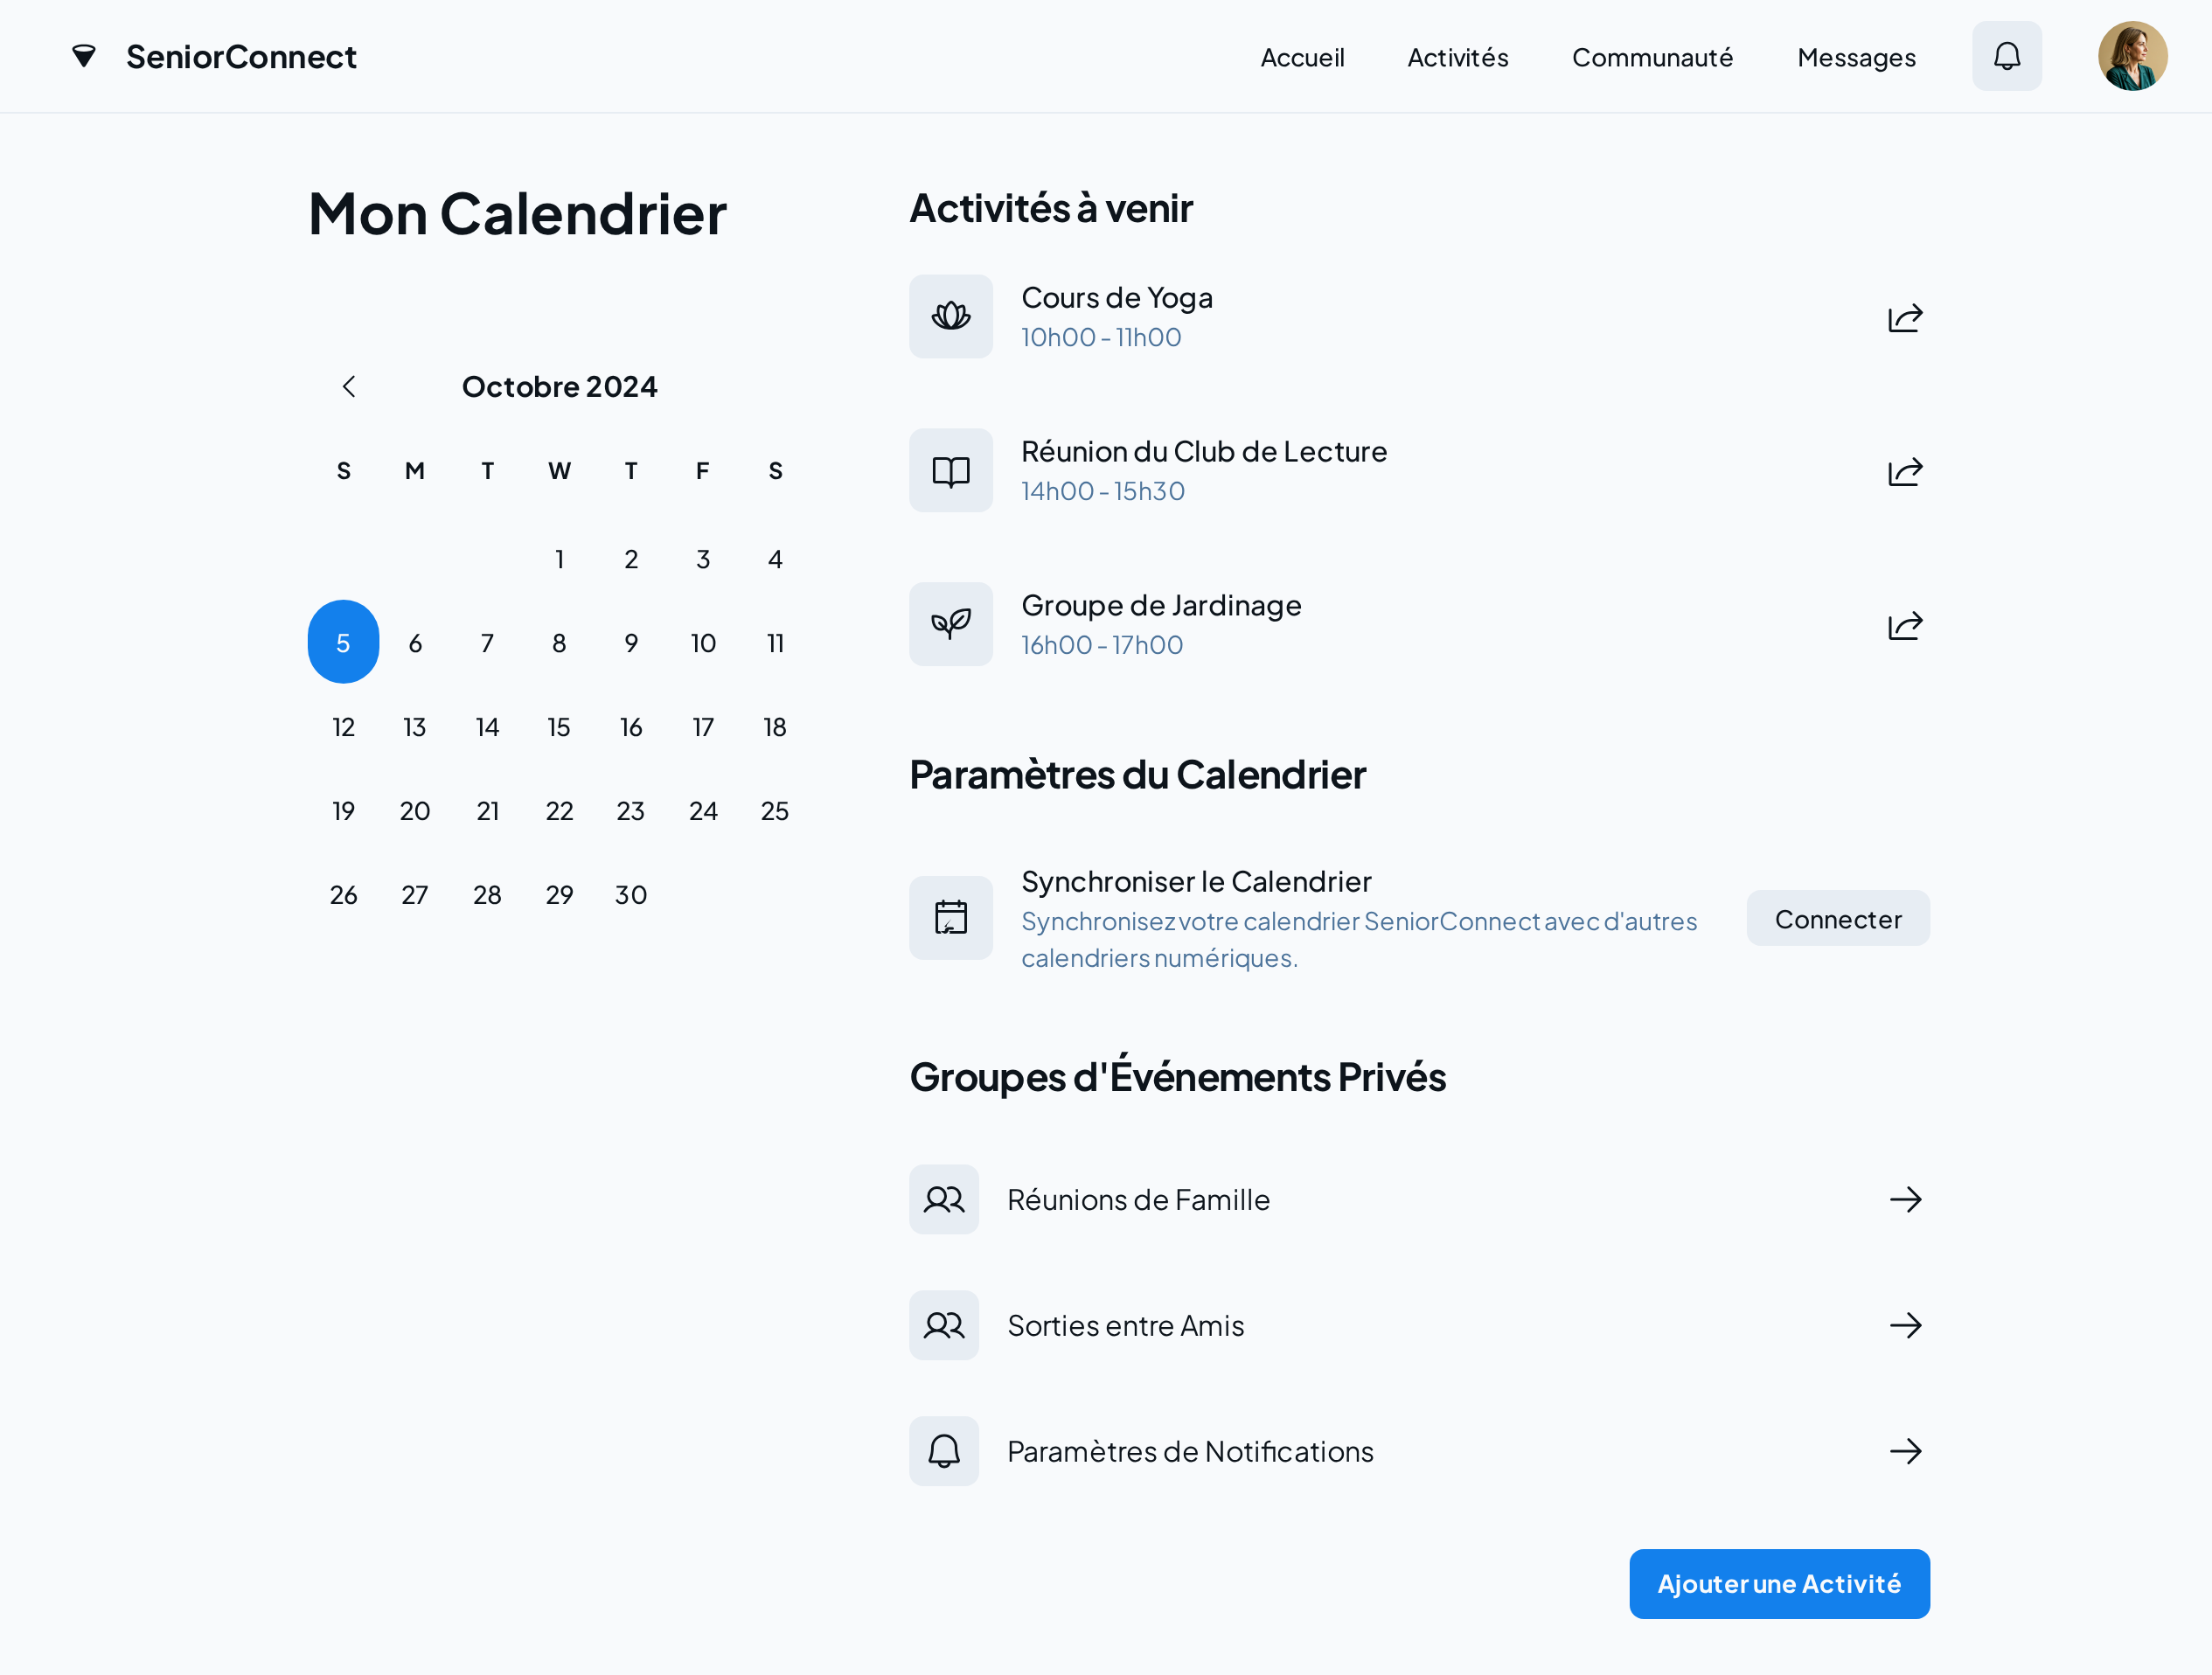 SeniorConnect
Accueil
Activités
Communauté
Messages
Mon Calendrier
Octobre 2024
S M T W T F S
1 2 3 4
5 6 7 8 9 10 11
12 13 14 15 16 17 18
19 20 21 22 23 24 25
26 27 28 29 30
Activités à venir
Cours de Yoga
10h00 - 11h00
Réunion du Club de Lecture
14h00 - 15h30
Groupe de Jardinage
16h00 - 17h00
Paramètres du Calendrier
Synchroniser le Calendrier
Synchronisez votre calendrier SeniorConnect avec d'autres
calendriers numériques.
Connecter
Groupes d'Événements Privés
Réunions de Famille
Sorties entre Amis
Paramètres de Notifications
Ajouter une Activité